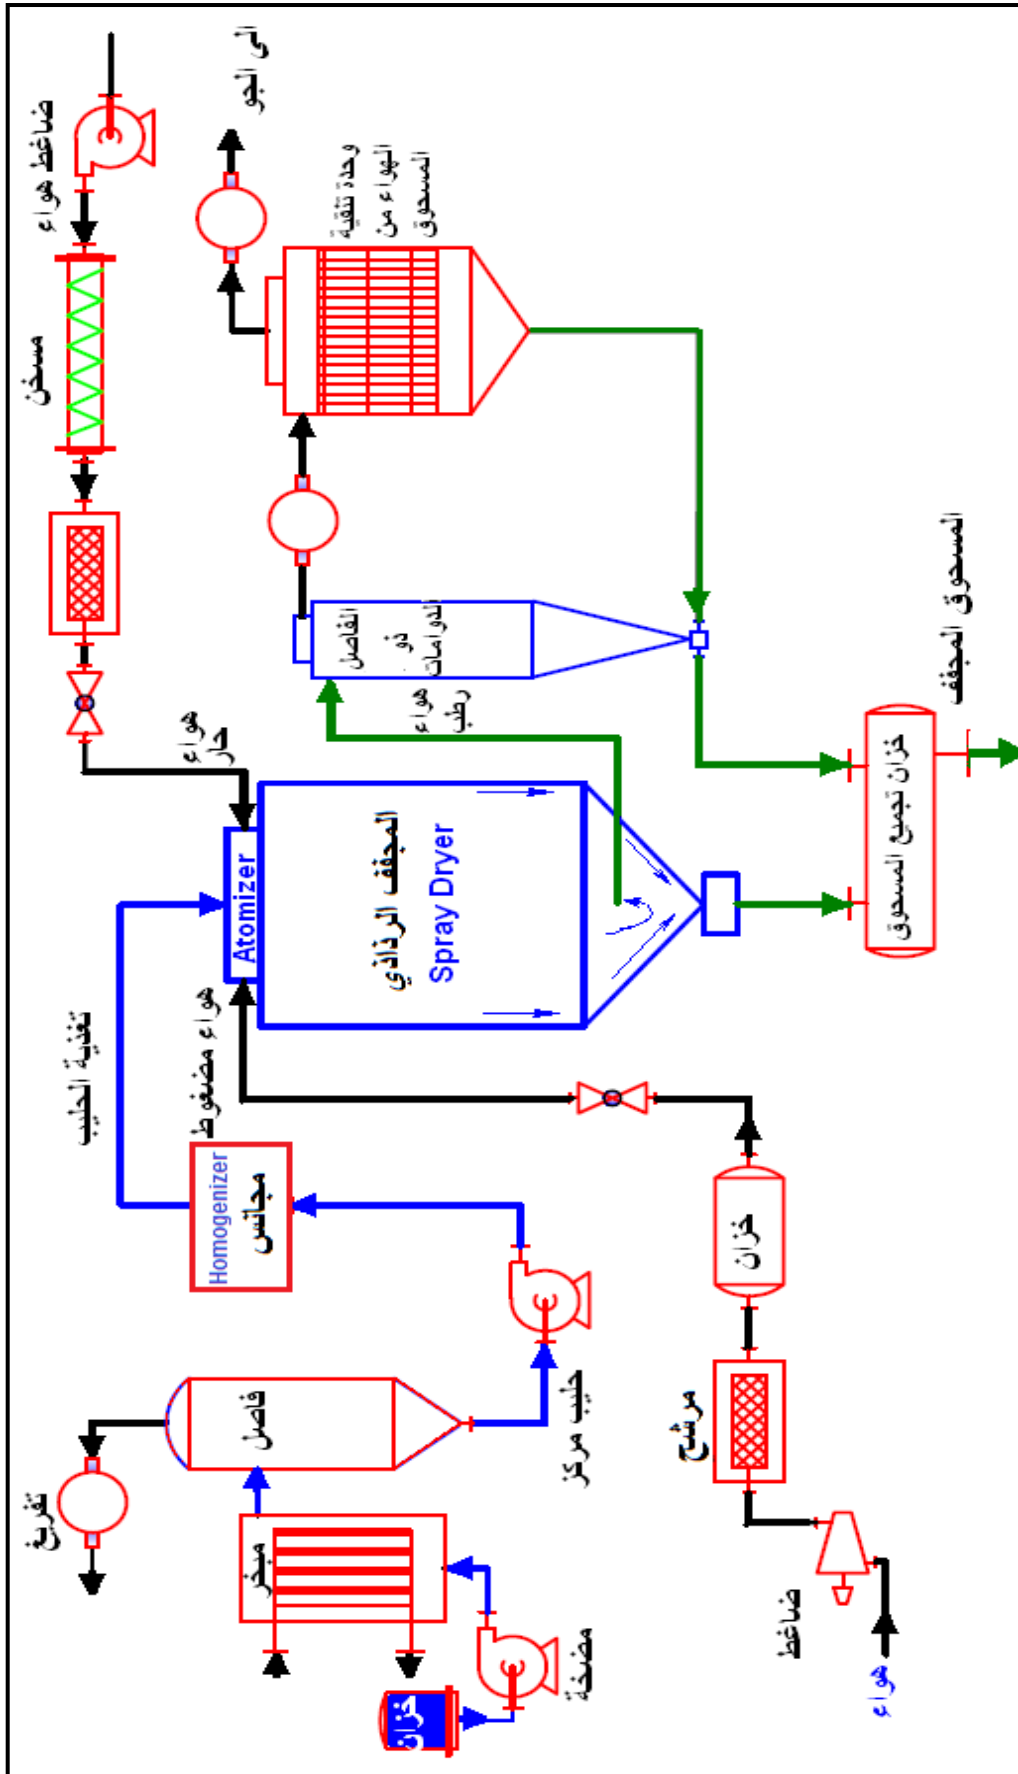 ضاغط هواء
مسخن
الى الجو
وحدة تنقية
الهواء من
المسحوق
الفاصل
ذو
الدوامات
هواء
رطب
هواء
حار
Atomizer
المجفف الرذاذي
Spray Dryer
المسحوق المجفف
خزان تجميع المسحوق
تغذية الحليب
هواء مضغوط
Homogenizer
مجانس
فاصل
حليب مركز
تفريغ
مبخر
خزان
مضخة
خزان
مرشح
ضاغط
هواء